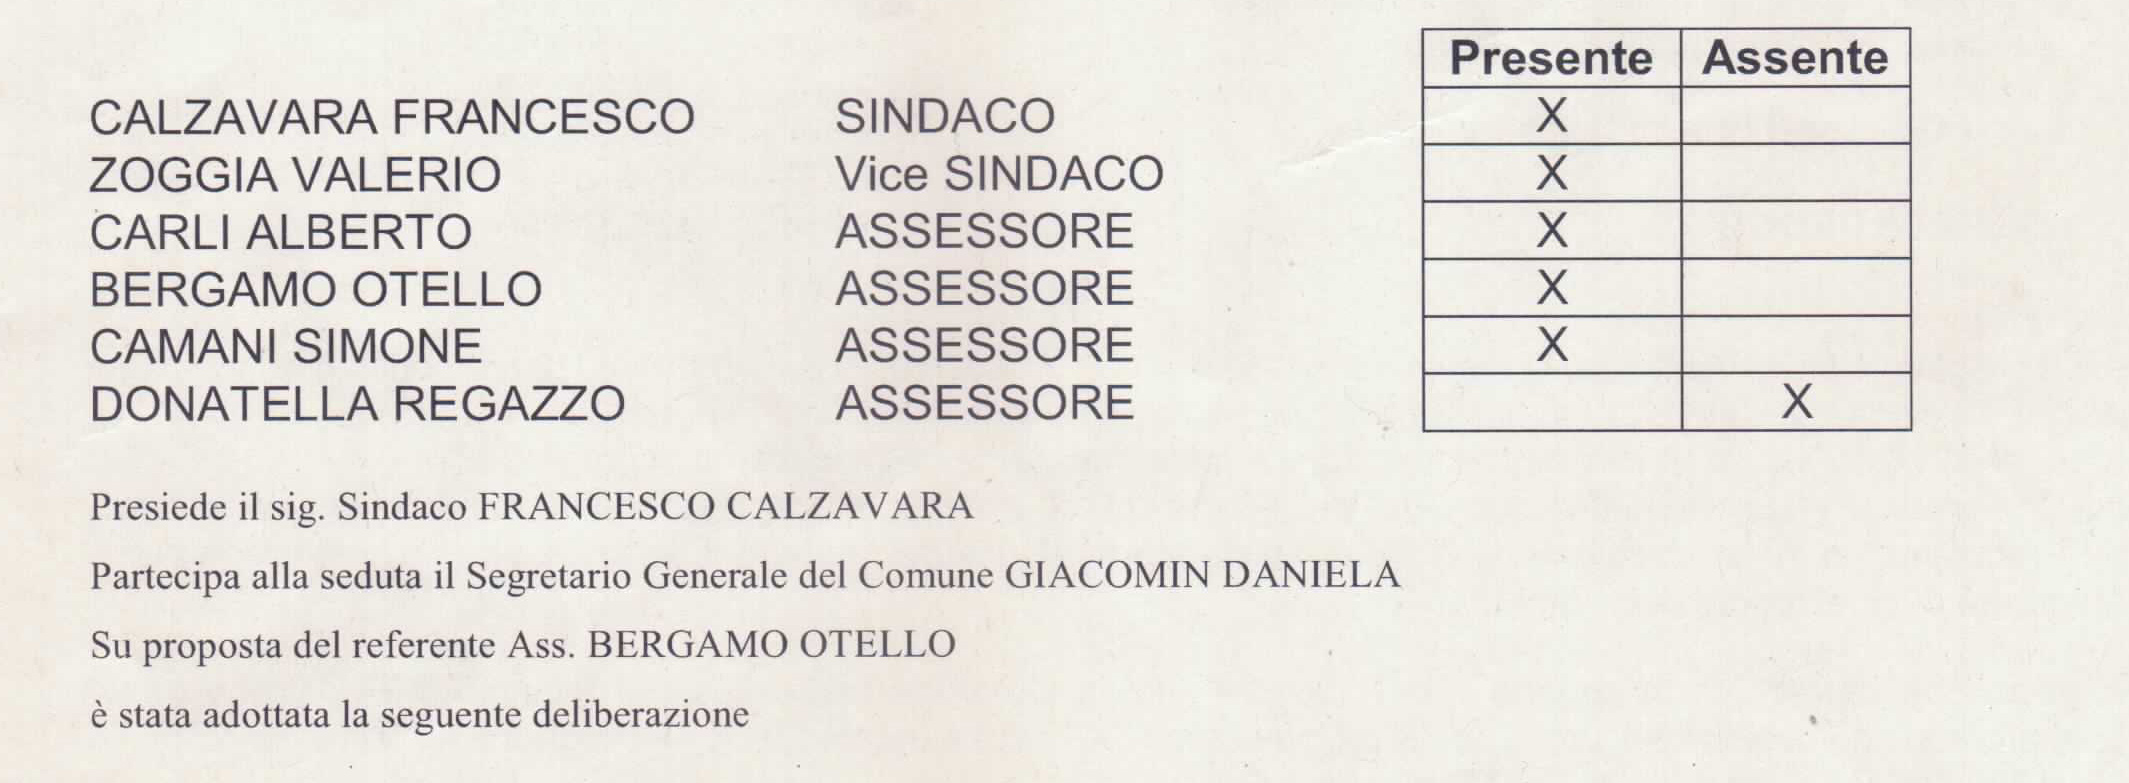 Presente Assente
CALZAVARA FRANCESCO SINDACO X
ZOGGIA VALERIO Vice SINDACO X
CARLI ALBERTO ASSESSORE X
BERGAMO OTELLO ASSESSORE X
CAMANI SIMONE ASSESSORE X
DONATELLA REGAZZO ASSESSORE X
Presiede il sig. Sindaco FRANCESCO CALZAVARA
Partecipa alla seduta il Segretario Generale del Comune GIACOMIN DANIELA
Su proposta del referente Ass. BERGAMO OTELLO
è stata adottata la seguente deliberazione